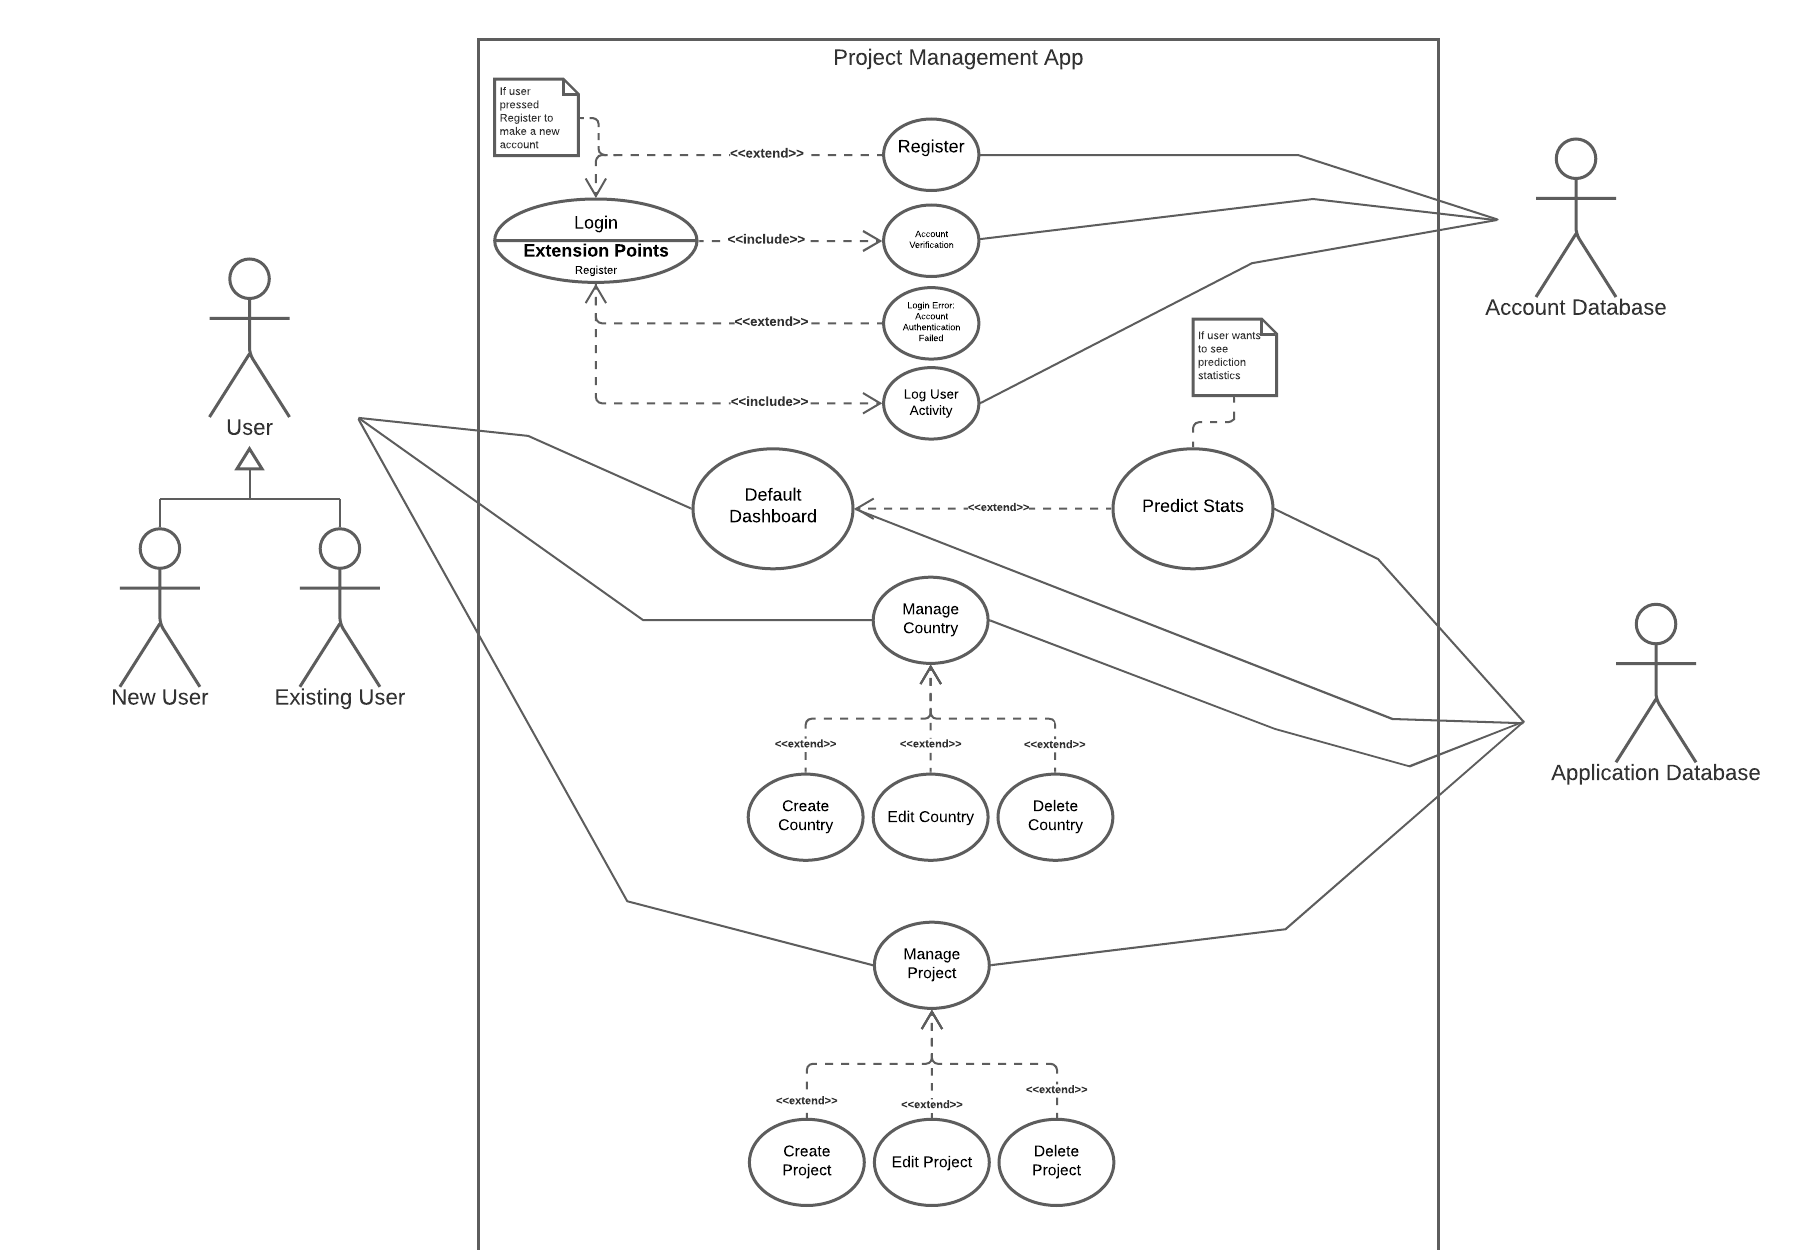 Project Management App
If user
pressed
Register to
make a new
account
<<extend>>
Register
Login
Extension Points
Register
<<include>>
Account
Verification
<<extend>>
Login Error:
Account
Authentication
Failed
<<include>>
Log User
Activity
Account Database
If user wants
to see
prediction
statistics
User
New User
Existing User
Default
Dashboard
<<extend>>
Predict Stats
Manage
Country
<<extend>>
<<extend>>
<<extend>>
Create
Country
Edit Country
Delete
Country
Application Database
Manage
Project
<<extend>>
<<extend>>
<<extend>>
Create
Project
Edit Project
Delete
Project